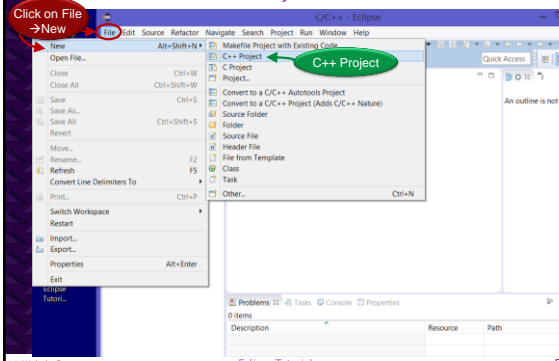 Click on File
→New
C/C++ - Eclipse
File Edit Source Refactor Navigate Search Project Run Window Help
New Alt+Shift+N
Open File...
Close Ctrl+W
Close All Ctrl+Shift+W
Save Ctrl+S
Save As...
Save All Ctrl+Shift+S
Revert
Move...
Rename... F2
Refresh F5
Convert Line Delimiters To
Print... Ctrl+P
Switch Workspace
Restart
Import...
Export...
Properties Alt+Enter
Exit
Makefile Project with Existing Code
C++ Project
C Project
Project...
Convert to a C/C++ Autotools Project
Convert to a C/C++ Project (Adds C/C++ Nature)
Source Folder
Folder
Source File
Header File
File from Template
Class
Task
Other... Ctrl+N
C++ Project
Quick Access
An outline is not
Eclipse
Tutori...
Problems Tasks Console Properties
0 items
Description Resource Path